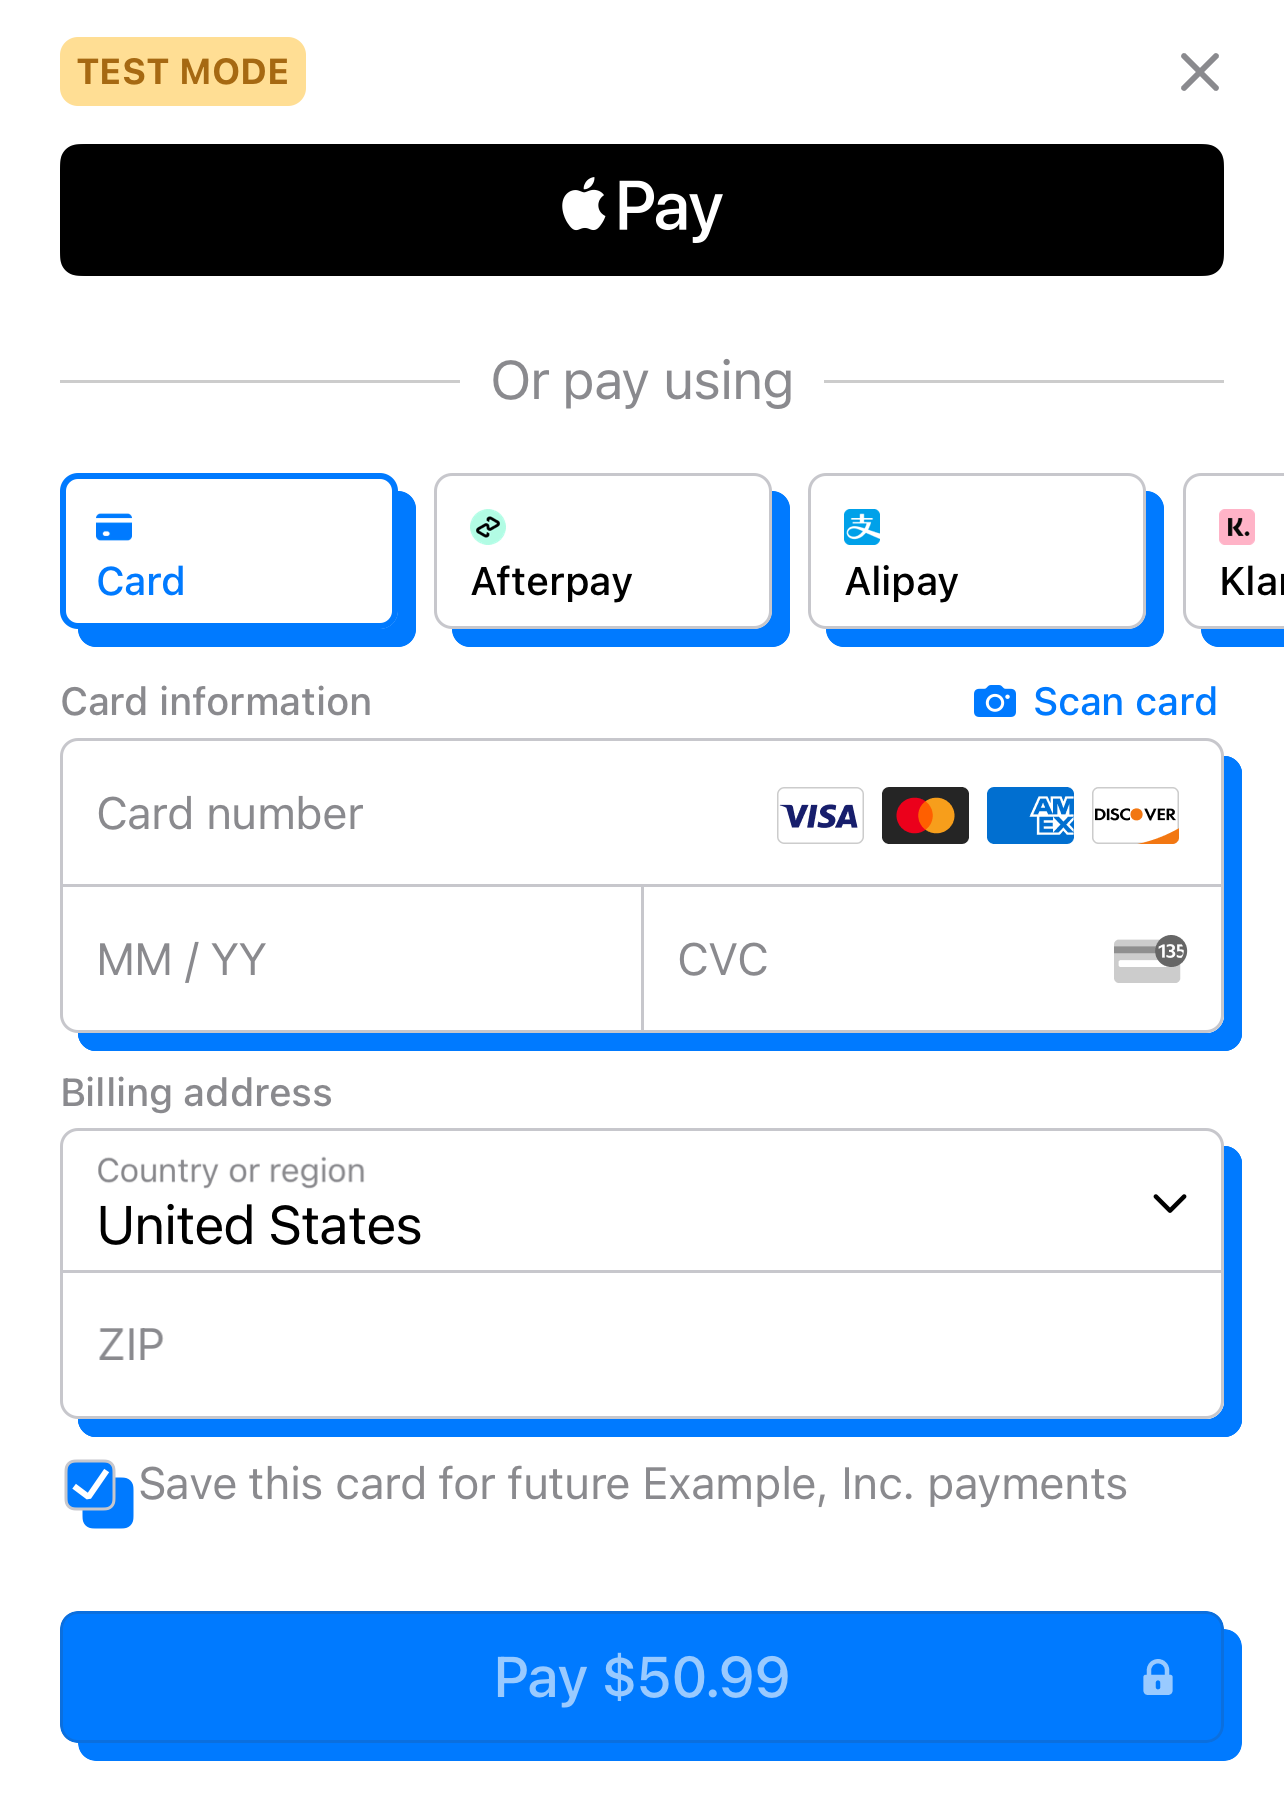 TEST MODE
Pay
Or pay using
Card
Afterpay
支
Alipay
K.
Kla
Card information
Scan card
Card number
VISA
AM
EX
DISCOVER
MM / YY
CVC
135
Billing address
Country or region
United States
ZIP
Save this card for future Example, Inc. payments
Pay $50.99